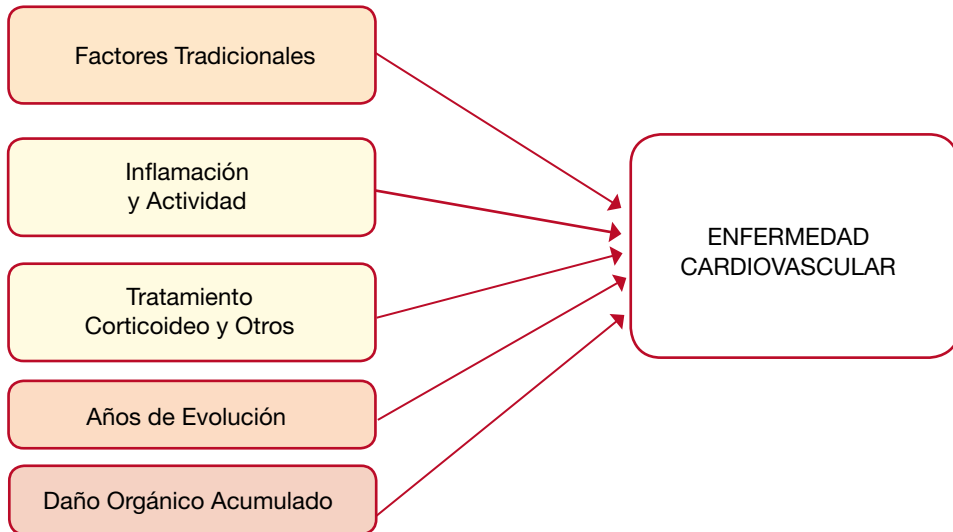 Factores Tradicionales
Inflamación
y Actividad
Tratamiento
Corticoideo y Otros
Años de Evolución
Daño Orgánico Acumulado
ENFERMEDAD
CARDIOVASCULAR